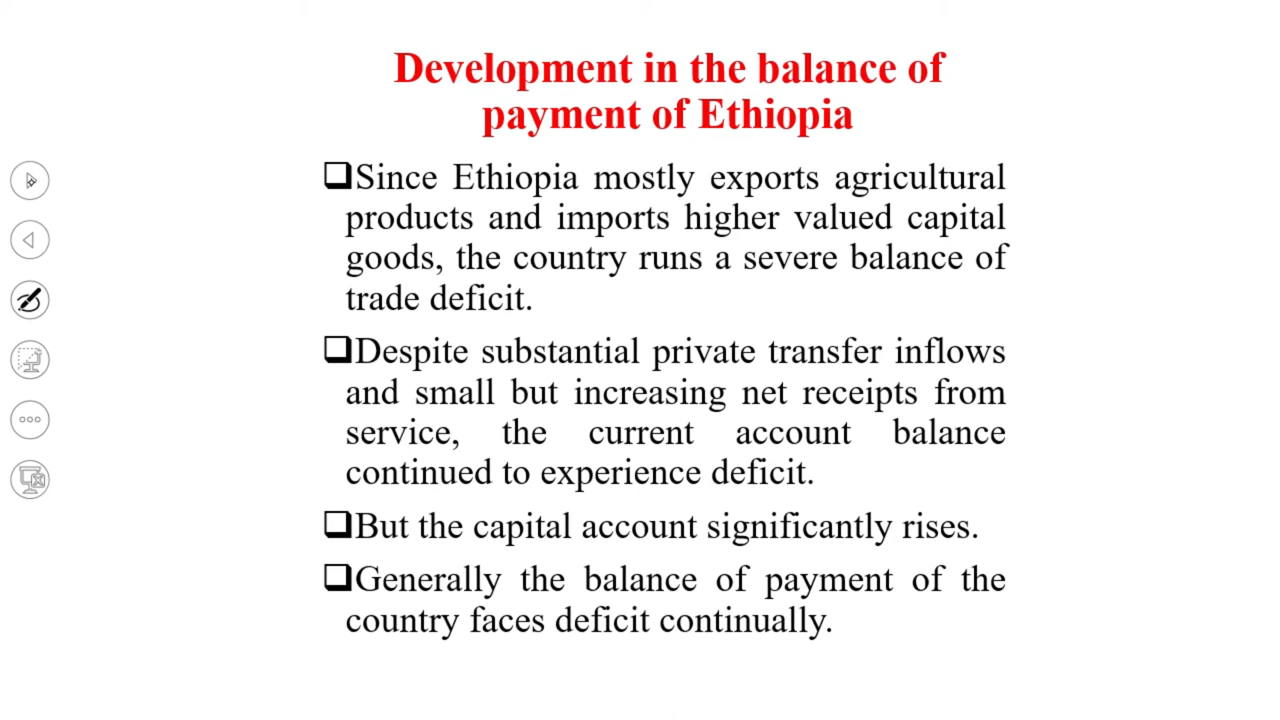 Development in the balance of
payment of Ethiopia
❑Since Ethiopia mostly exports agricultural
products and imports higher valued capital
goods, the country runs a severe balance of
trade deficit.
❑Despite substantial private transfer inflows
and small but increasing net receipts from
service, the current account balance
continued to experience deficit.
❑But the capital account significantly rises.
❑Generally the balance of payment of the
country faces deficit continually.